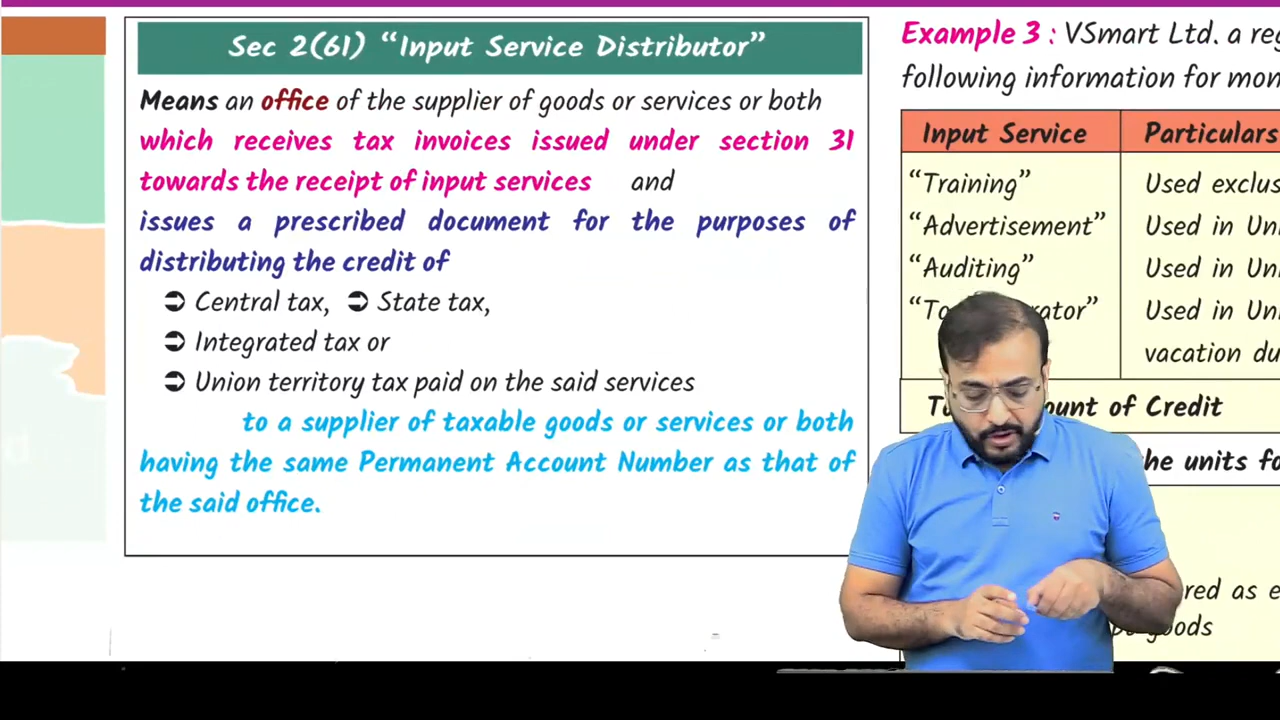 Sec 2(61) “Input Service Distributor”
Means an office of the supplier of goods or services or both
which receives tax invoices issued under section 31
towards the receipt of input services and
issues a prescribed document for the purposes of
distributing the credit of
➲ Central tax, ➲ State tax,
➲ Integrated tax or
➲ Union territory tax paid on the said services
to a supplier of taxable goods or services or both
having the same Permanent Account Number as that of
the said office.
Example 3 : VSmart Ltd. a reg
following information for mon
Input Service Particulars
“Training” Used exclus
“Advertisement” Used in Uni
“Auditing” Used in Uni
Used in Uni
vacation du
of Credit
the units fo
red as e
goods